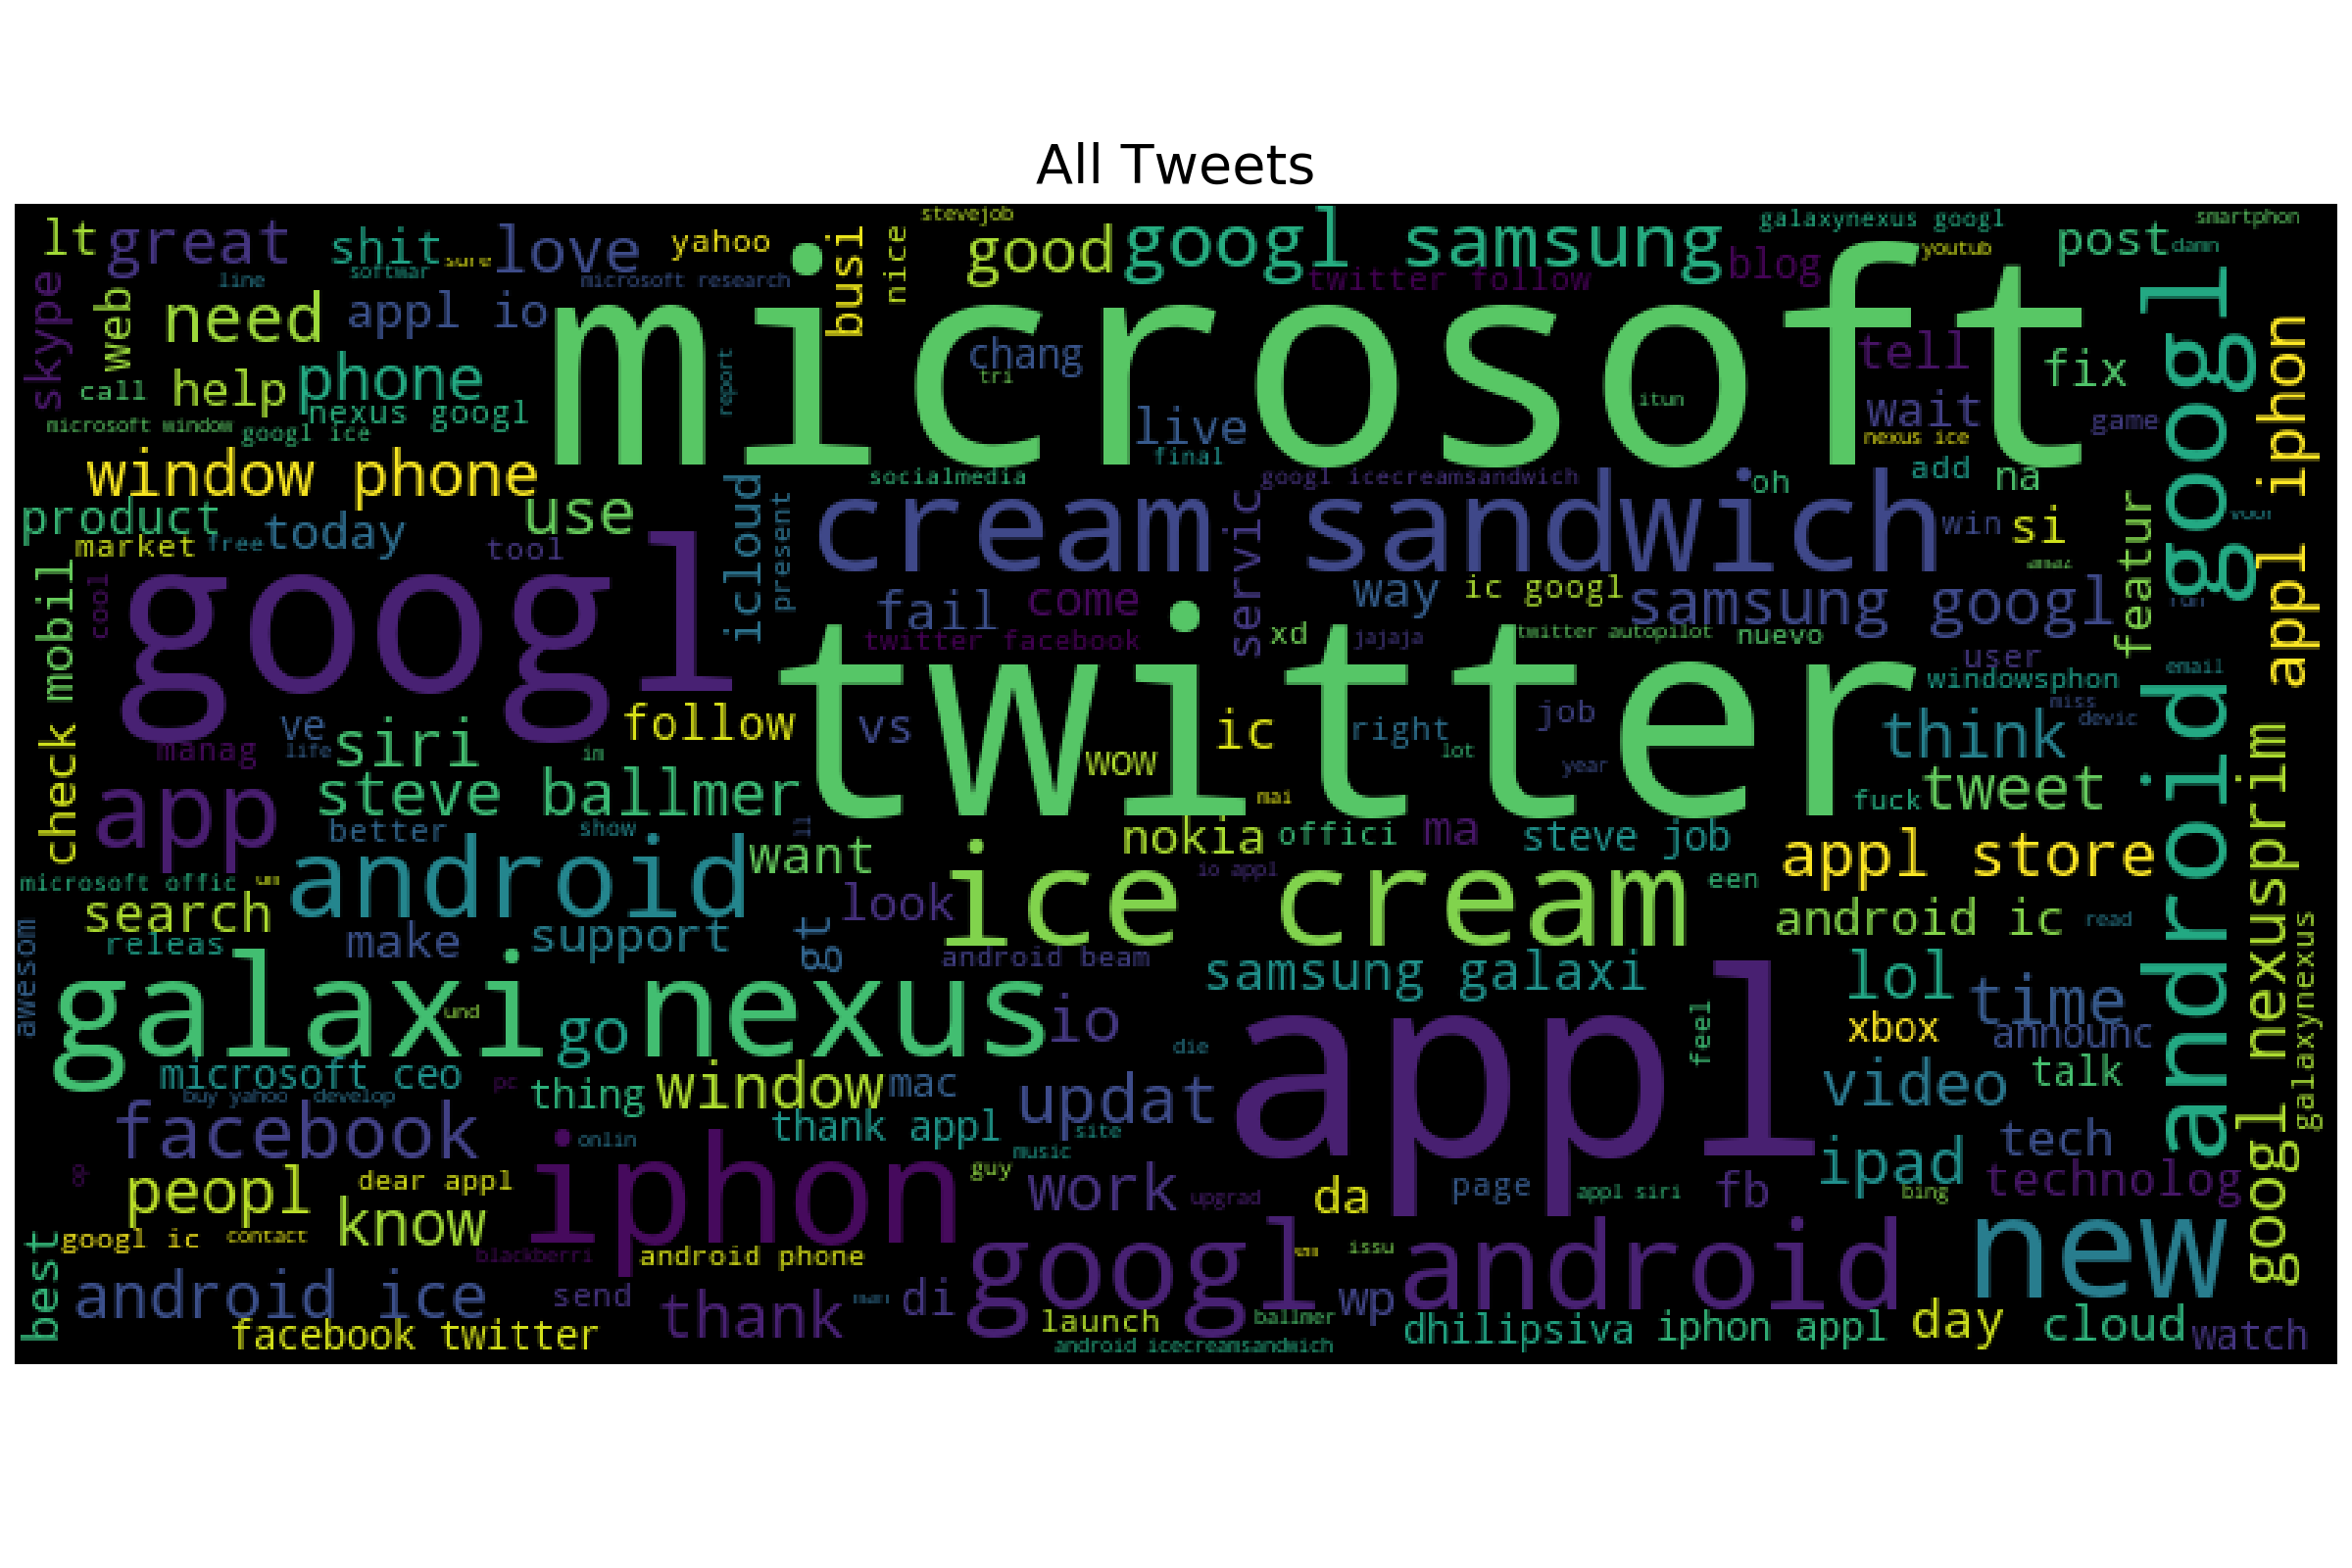 All Tweets
stevejob
galaxynexus googl
smartphon
lt
great
shit
love
yahoo
busi
nice
good
googl samsung
post
damn
youtub
softwar
sure
line
microsoft research
twitter follow
blog
skype
web
need
appl io
microsoft
googl android
appl iphon
call
help
phone
report
chang
tri
itun
tell
fix
microsoft window
nexus googl
googl ice
live
final
wait
nexus ice
game
window phone
icloud
present
socialmedia
googl icecreamsandwich
oh
add
na
product
use
cream sandwich
servic
win
si
featur
market
free
today
tool
mobil
cool
googl
fail
come
way
ic googl
samsung googl
twitter facebook
xd
jajaja
twitter autopilot
nuevo
user
email
windowsphon
miss
devic
check
ve
life
manag
siri
follow
im
twitter
vs
wow
ic
right
lot
job
year
think
googl nexusprim
app
steve ballmer
mai
fuck
tweet
better
show
ll
android
want
nokia
offici
ma
steve job
appl store
microsoft offic
search
look
ice cream
io appl
een
android ic
read
awesom
releas
make
support
gt
android beam
samsung galaxi
lol
time
galaxynexus
galaxi nexus
und
go
io
die
feel
xbox
announc
microsoft ceo
buy yahoo
develop
pc
thing
window
mac
updat
appl
video
talk
facebook
onlin
iphon
thank appl
site
music
tech
&
peopl
dear appl
know
guy
work
upgrad
da
page
appl siri
fb
ipad
bing
technolog
best
googl ic
contact
blackberri
android phone
googl
issu
android
new
android ice
send
thank
di
launch
ballmer
wp
dhilipsiva
iphon appl
day
cloud
watch
facebook twitter
android icecreamsandwich